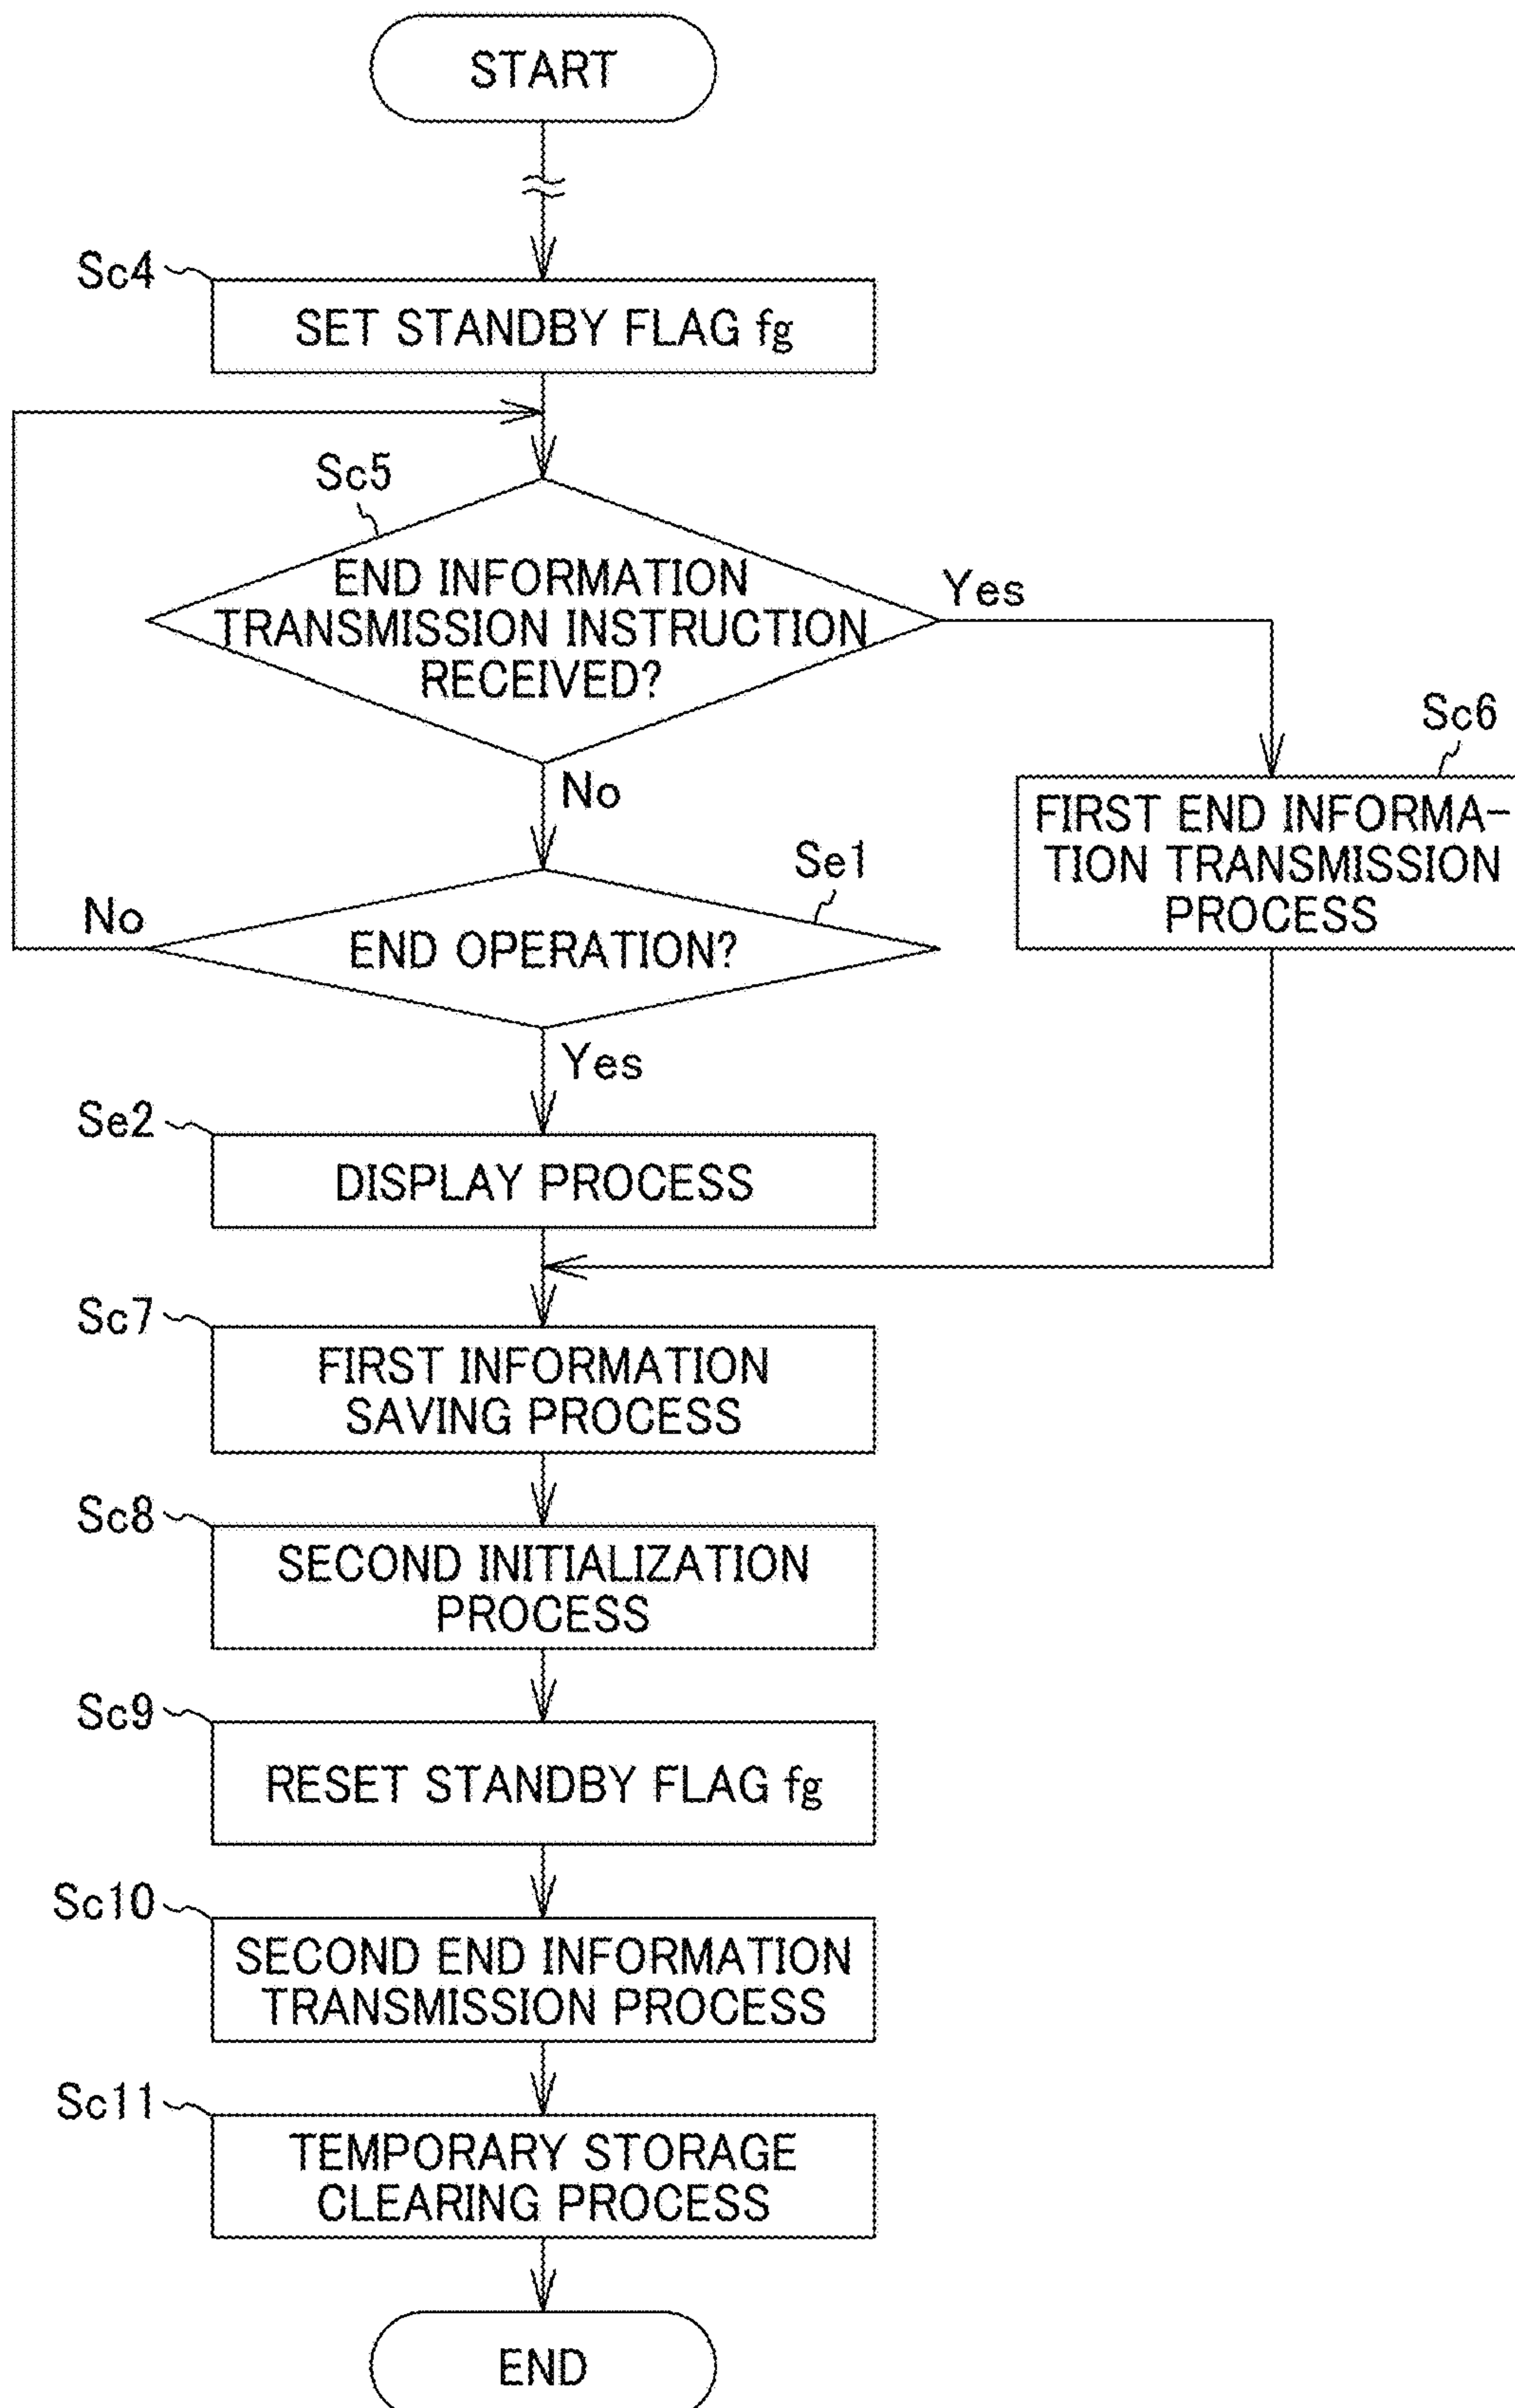 START
Sc4
SET STANDBY FLAG fg
Sc5
END INFORMATION
TRANSMISSION INSTRUCTION
RECEIVED?
Yes
No
Sc6
FIRST END INFORMA-
TION TRANSMISSION
PROCESS
Se1
END OPERATION?
No
Yes
Se2
DISPLAY PROCESS
Sc7
FIRST INFORMATION
SAVING PROCESS
Sc8
SECOND INITIALIZATION
PROCESS
Sc9
RESET STANDBY FLAG fg
Sc10
SECOND END INFORMATION
TRANSMISSION PROCESS
Sc11
TEMPORARY STORAGE
CLEARING PROCESS
END